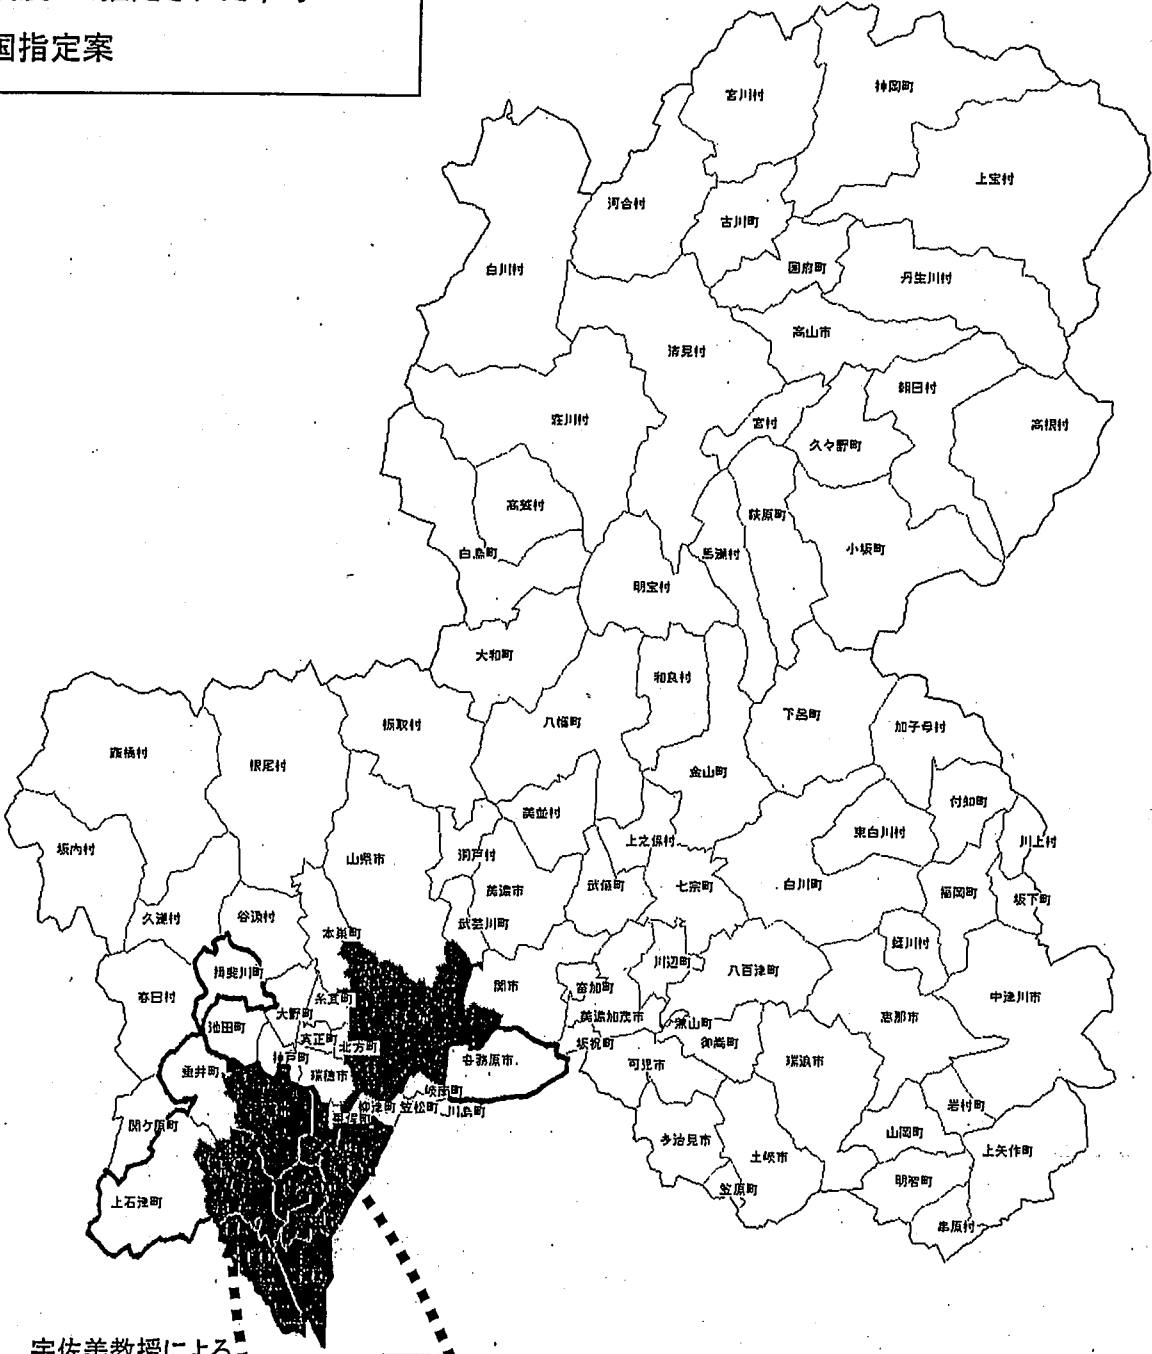 国指定案
宮川村
神岡町
上宝村
河合村
古川町
白川村
国府町
丹生川村
高山市
清見村
朝日村
荘川村
宮村
久々野町
高根村
高鷲村
萩原町
白鳥町
馬瀬村
小坂町
明宝村
大和町
和良村
板取村
八幡町
下呂町
加子母村
藤橋村
根尾村
金山町
付知町
美並村
坂内村
山県市
洞戸村
上之保村
東白川村
川上村
美濃市
武儀町
七宗町
白川町
福岡町
坂下町
久瀬村
谷汲村
武芸川町
本巣町
蛭川村
揖斐川町
川辺町
八百津町
春日村
関市
富加町
中津川市
糸貫町
大野町
池田町
美濃加茂市
恵那市
真正町
北方町
兼山町
御嵩町
坂祝町
神戸町
各務原市
可児市
瑞浪市
垂井町
瑞穂市
岐南町
柳津町
笠松町
川島町
岩村町
関ケ原町
山岡町
多治見市
土岐市
上矢作町
上石津町
笠原町
明智町
串原村
宇佐美教授による